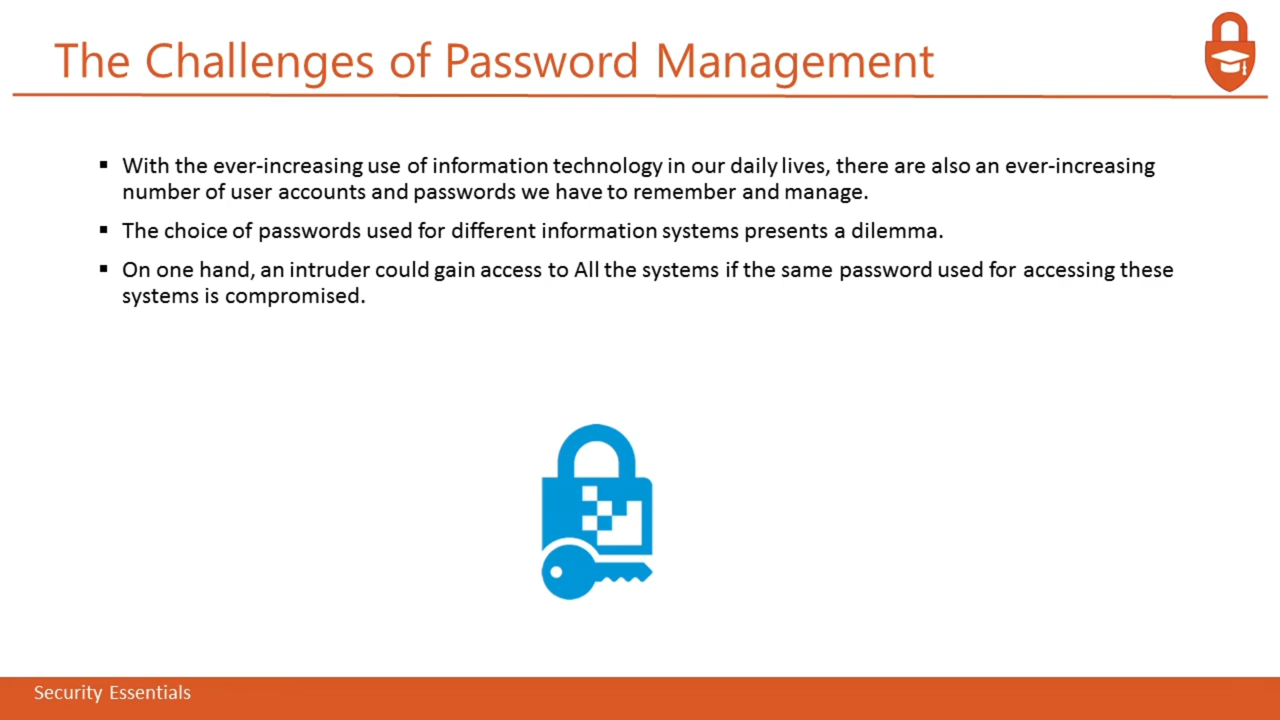 The Challenges of Password Management
▪ With the ever-increasing use of information technology in our daily lives, there are also an ever-increasing
number of user accounts and passwords we have to remember and manage.
▪ The choice of passwords used for different information systems presents a dilemma.
▪ On one hand, an intruder could gain access to All the systems if the same password used for accessing these
systems is compromised.
Security Essentials